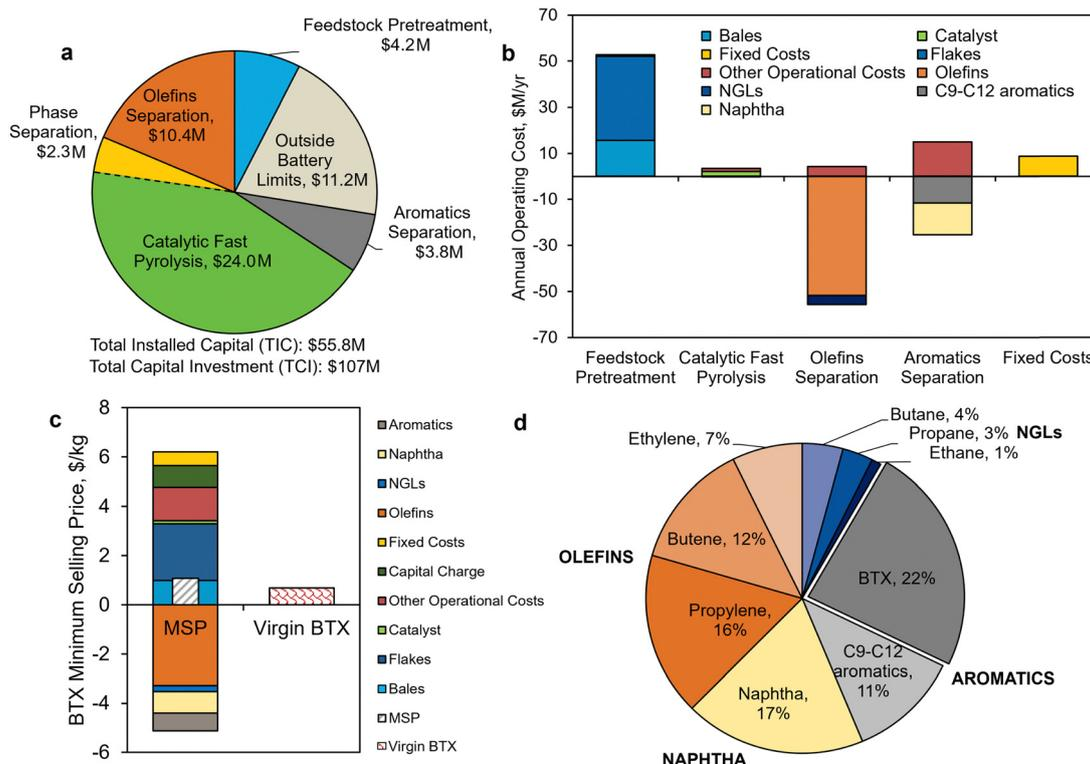 a
Feedstock Pretreatment,
$4.2M
Olefins
Separation,
$10.4M
Phase
Separation,
$2.3M
Outside
Battery
Limits, $11.2M
Aromatics
Separation,
$3.8M
Catalytic Fast
Pyrolysis, $24.0M
Total Installed Capital (TIC): $55.8M
Total Capital Investment (TCI): $107M
b
Annual Operating Cost, $M/yr
70
50
30
10
-10
-30
-50
-70
Bales
Catalyst
Fixed Costs
Flakes
Other Operational Costs
Olefins
NGLs
C9-C12 aromatics
Naphtha
Feedstock
Pretreatment
Catalytic Fast
Pyrolysis
Olefins
Separation
Aromatics
Separation
Fixed Costs
c
BTX Minimum Selling Price, $/kg
8
6
4
2
0
-2
-4
-6
MSP
Virgin BTX
Aromatics
Naphtha
NGLs
Olefins
Fixed Costs
Capital Charge
Other Operational Costs
Catalyst
Flakes
Bales
MSP
Virgin BTX
d
Butane, 4%
Propane, 3% NGLs
Ethane, 1%
Ethylene, 7%
Butene, 12%
OLEFINS
BTX, 22%
Propylene,
16%
C9-C12
aromatics,
11%
AROMATICS
Naphtha,
17%
NAPHTHA